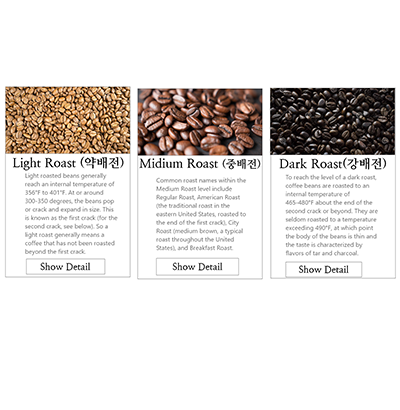 Light Roast (약배전)
Light roasted beans generally
reach an internal temperature of
356°F to 401°F. At or around
300-350 degrees, the beans pop
or crack and expand in size. This
is known as the first crack (for the
second crack, see below). So a
light roast generally means a
coffee that has not been roasted
beyond the first crack.
Show Detail
Midium Roast (중배전)
Common roast names within the
Medium Roast level include
Regular Roast, American Roast
(the traditional roast in the
eastern United States, roasted to
the end of the first crack), City
Roast (medium brown, a typical
roast throughout the United
States), and Breakfast Roast.
Show Detail
Dark Roast(강배전)
To reach the level of a dark roast,
coffee beans are roasted to an
internal temperature of
465-480°F about the end of the
second crack or beyond. They are
seldom roasted to a temperature
exceeding 490°F, at which point
the body of the beans is thin and
the taste is characterized by
flavors of tar and charcoal.
Show Detail